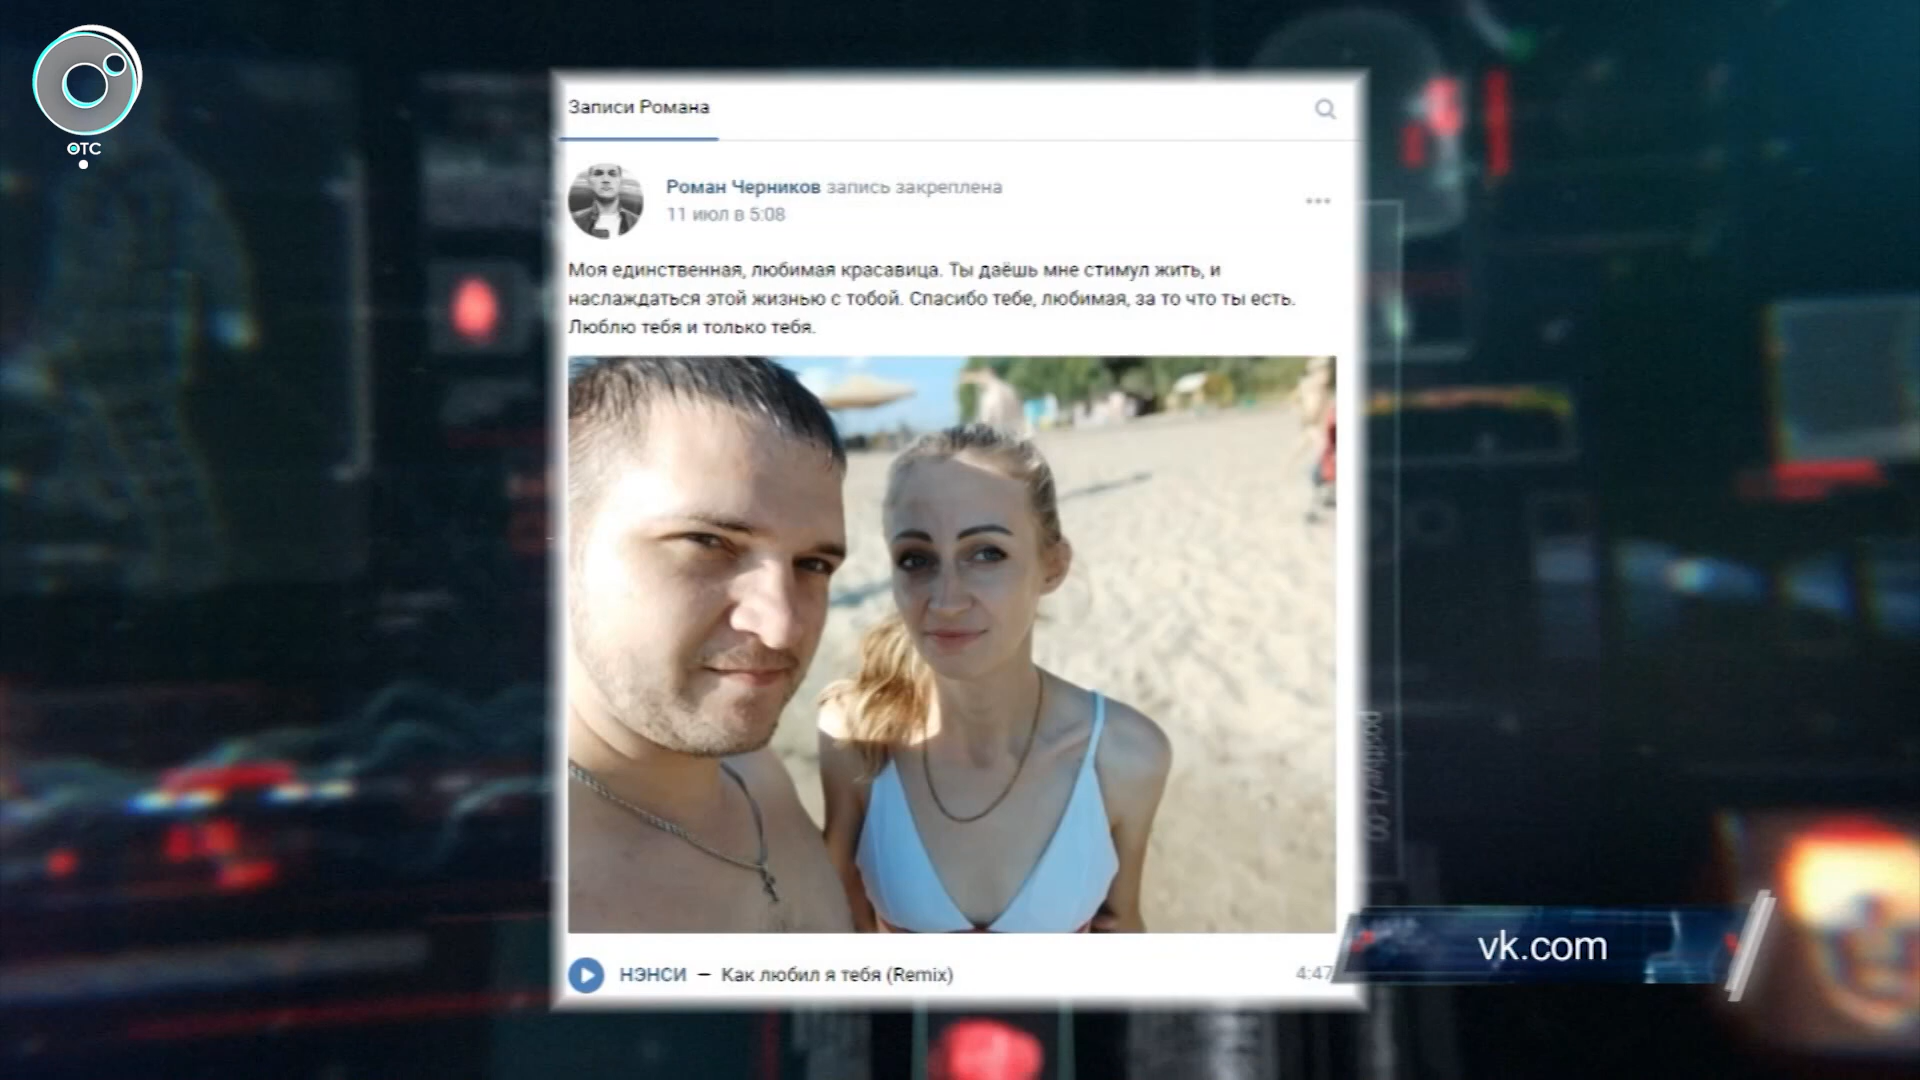 ОТС
Записи Романа
Роман Черников запись закреплена
11 июл в 5:08
Моя единственная, любимая красавица. Ты даёшь мне стимул жить, и
наслаждаться этой жизнью с тобой. Спасибо тебе, любимая, за то что ты есть.
Люблю тебя и только тебя.
НЭНСИ – Как любил я тебя (Remix)
4:47
vk.com